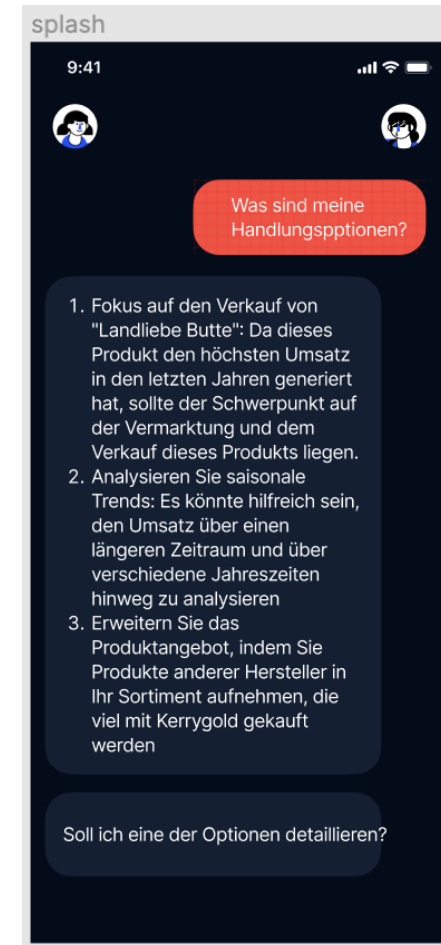 splash
9:41
Was sind meine
Handlungspptionen?
1. Fokus auf den Verkauf von
"Landliebe Butte": Da dieses
Produkt den höchsten Umsatz
in den letzten Jahren generiert
hat, sollte der Schwerpunkt auf
der Vermarktung und dem
Verkauf dieses Produkts liegen.
2. Analysieren Sie saisonale
Trends: Es könnte hilfreich sein,
den Umsatz über einen
längeren Zeitraum und über
verschiedene Jahreszeiten
hinweg zu analysieren
3. Erweitern Sie das
Produktangebot, indem Sie
Produkte anderer Hersteller in
Ihr Sortiment aufnehmen, die
viel mit Kerrygold gekauft
werden
Soll ich eine der Optionen detaillieren?